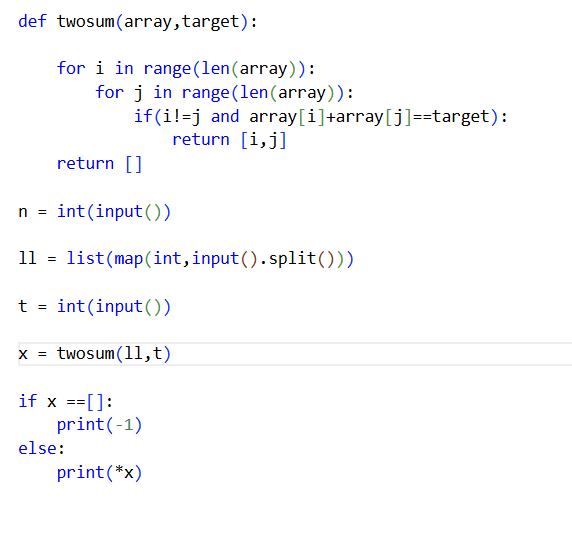 def twosum(array,target):
    for i in range(len(array)):
        for j in range(len(array)):
            if(i!=j and array[i]+array[j]==target):
                return [i,j]
    return []
n = int(input())
ll = list(map(int,input().split()))
t = int(input())
x = twosum(ll,t)
if x ==[]:
    print(-1)
else:
    print(*x)